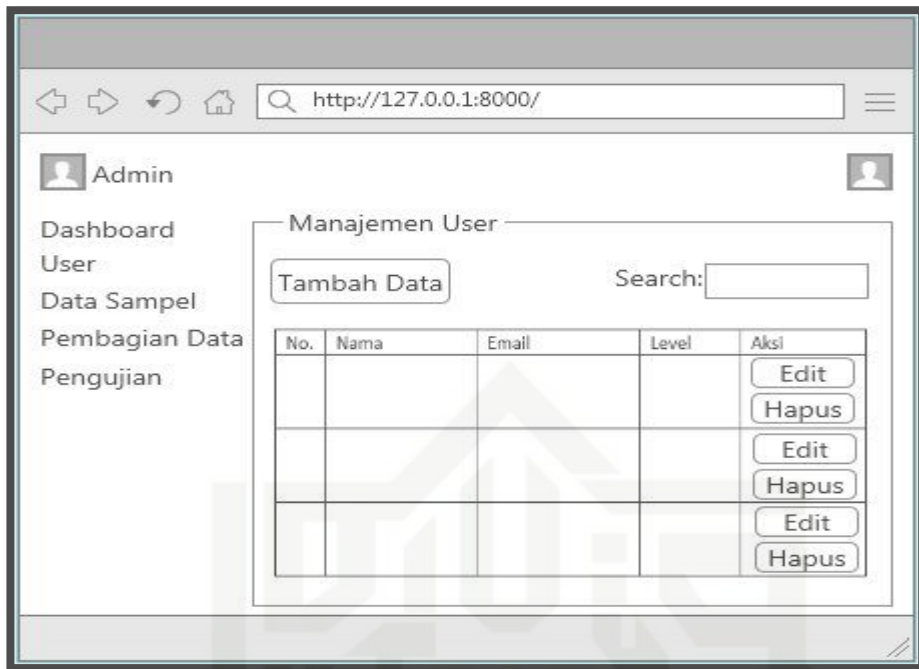 http://127.0.0.1:8000/
Admin
Dashboard
User
Data Sampel
Pembagian Data
Pengujian
Manajemen User
Tambah Data
Search:
No. Nama Email Level Aksi
Edit
Hapus
Edit
Hapus
Edit
Hapus